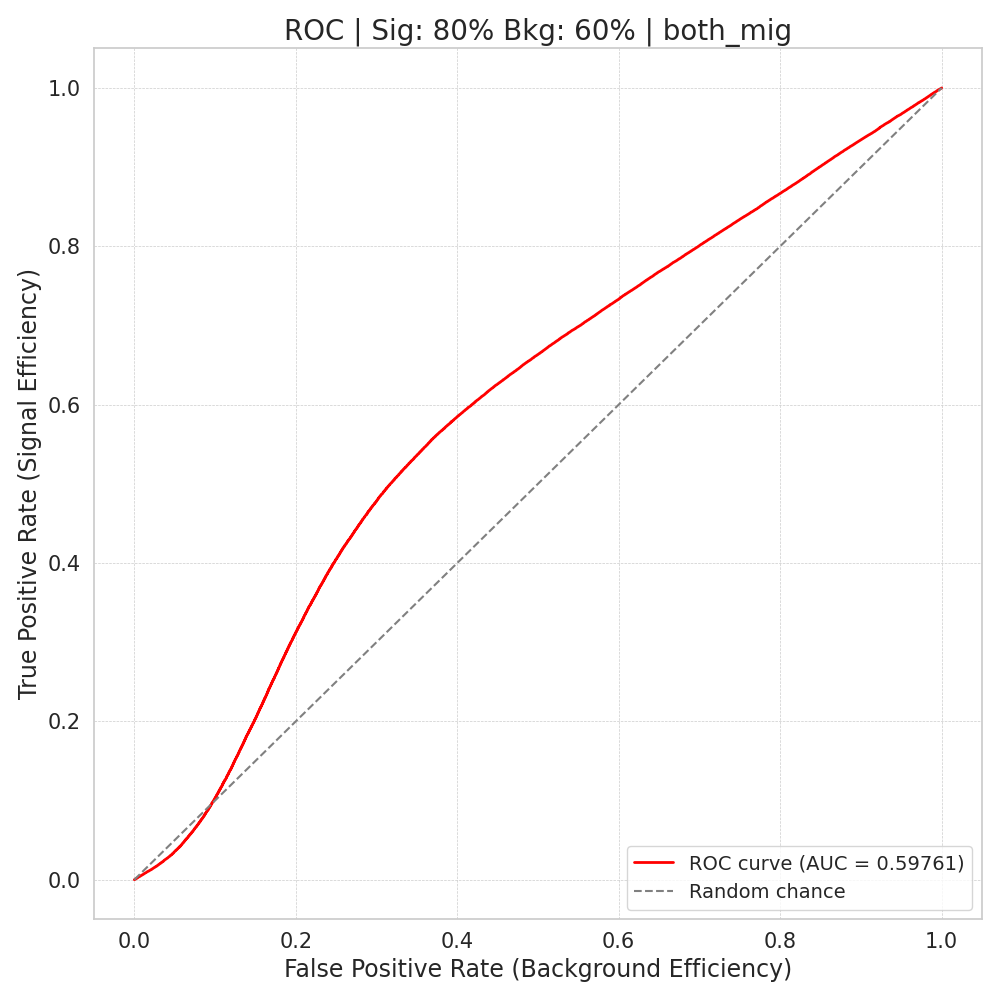 ROC | Sig: 80% Bkg: 60% | both_mig
True Positive Rate (Signal Efficiency)
1.0
0.8
0.6
0.4
0.2
0.0
ROC curve (AUC = 0.59761)
Random chance
0.0 0.2 0.4 0.6 0.8 1.0
False Positive Rate (Background Efficiency)